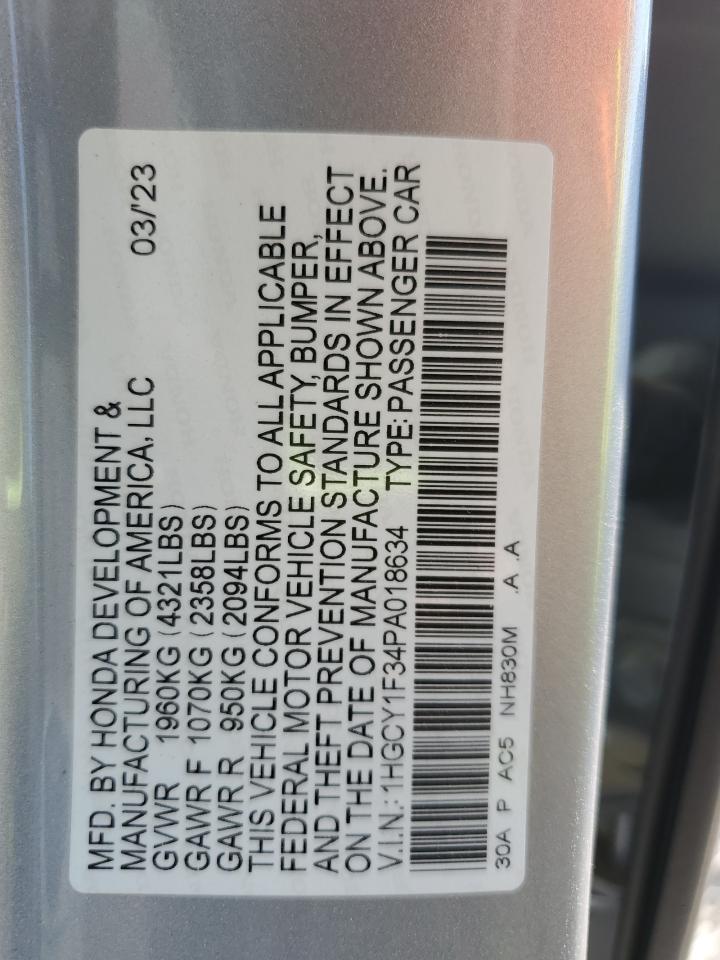 MFD. BY HONDA DEVELOPMENT &
MANUFACTURING OF AMERICA, LLC 03/'23
GVWR 1960KG (4321LBS)
GAWR F 1070KG (2358LBS)
GAWR R 950KG (2094LBS)
THIS VEHICLE CONFORMS TO ALL APPLICABLE
FEDERAL MOTOR VEHICLE SAFETY, BUMPER,
AND THEFT PREVENTION STANDARDS IN EFFECT
ON THE DATE OF MANUFACTURE SHOWN ABOVE.
V.I.N.: 1HGCY1F34PA018634 TYPE: PASSENGER CAR
30A P AC5 NH830M .A .A